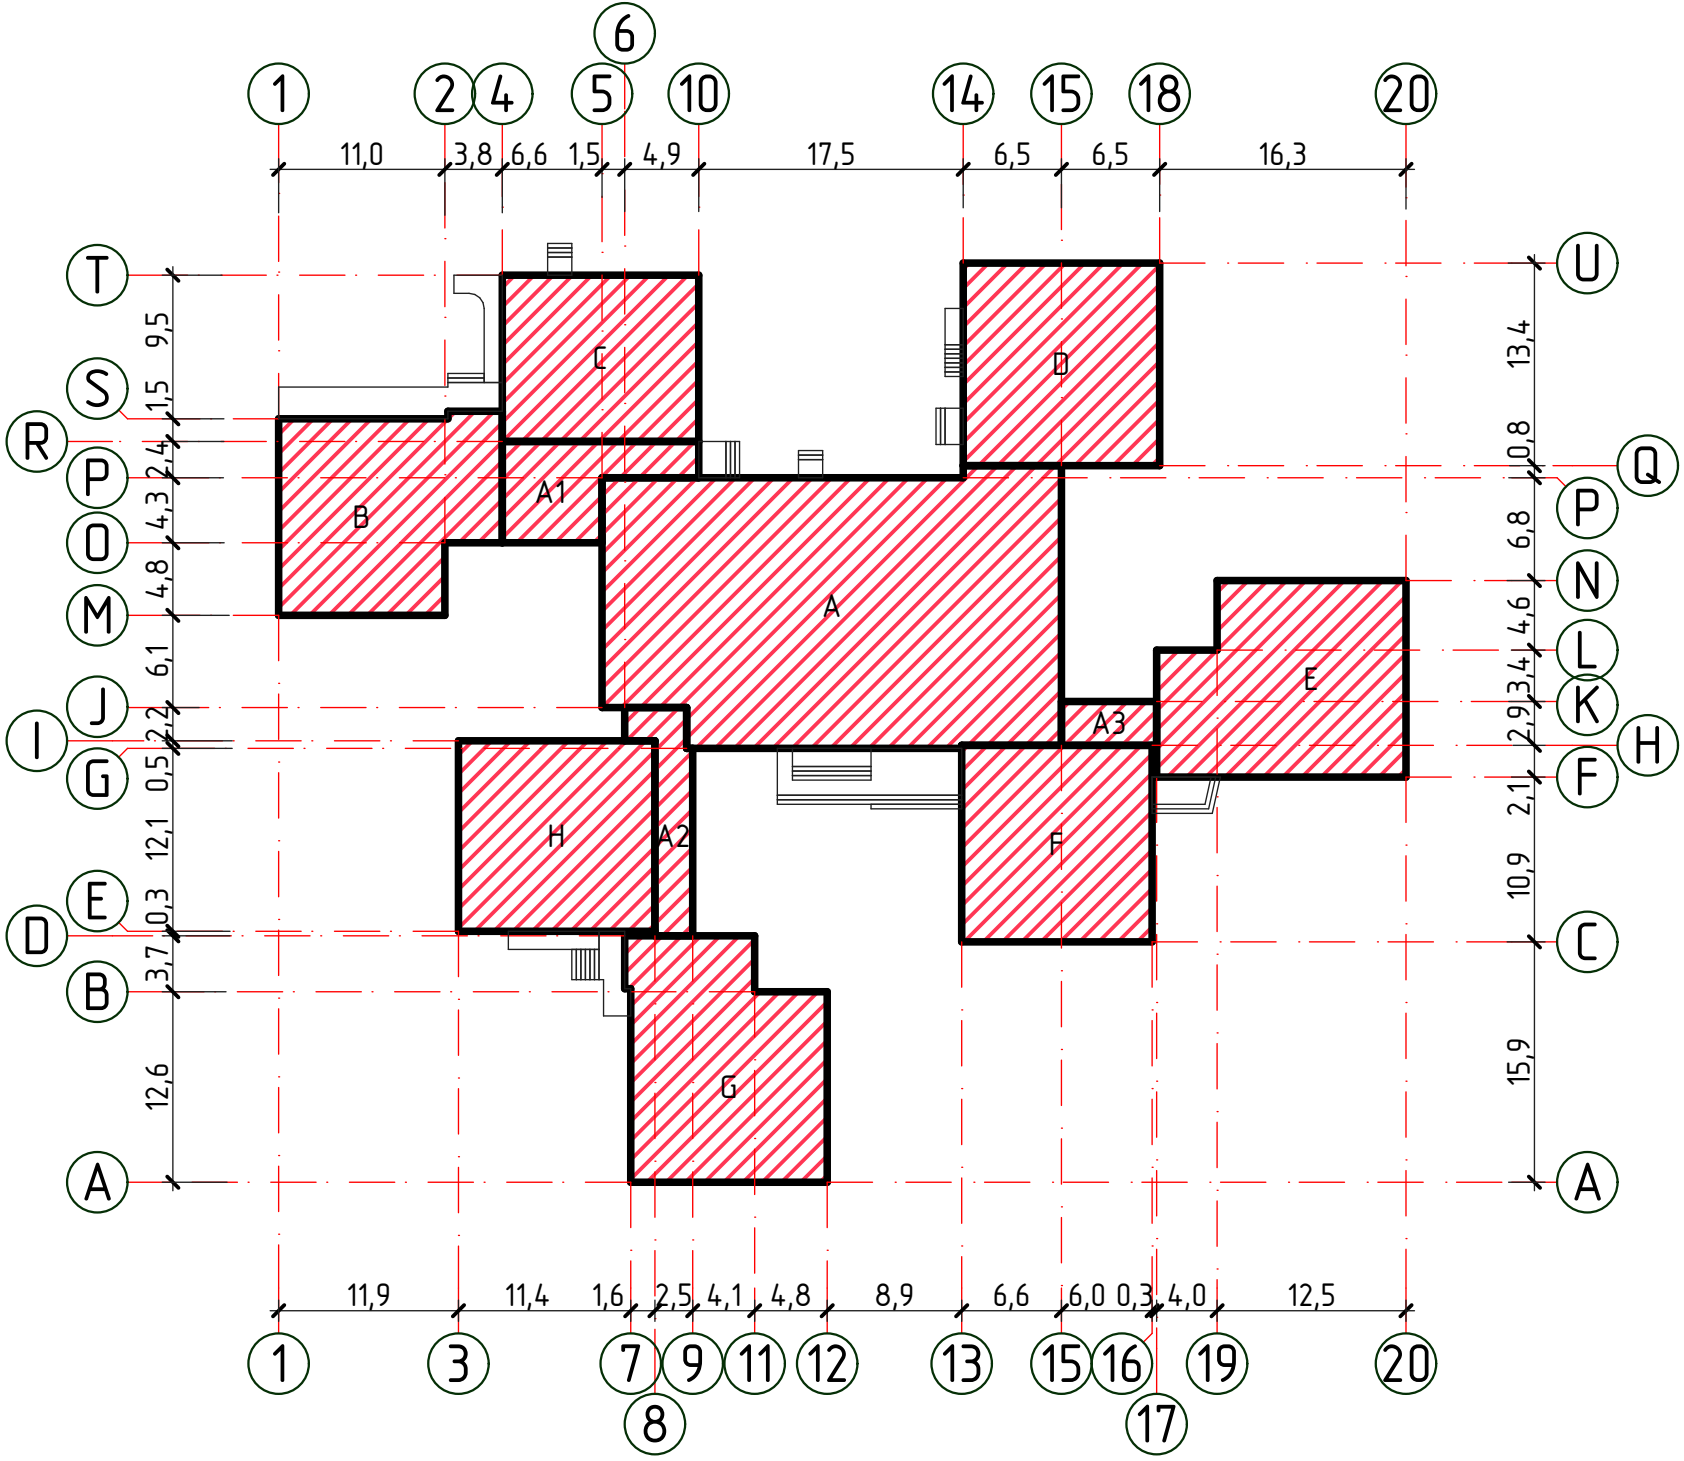 6
1 2 4 5 10 14 15 18 20
11,0 3,8 6,6 1,5 4,9 17,5 6,5 6,5 16,3
T U
9,5 13,4
C D
S
1,5
R 0,8
2,4 Q
P P
A1
4,3 B 6,8
O
4,8 N
M A 4,6
L
6,1 E 3,4
J K
2,2 A3 2,9
I H
G F
0,5 2,1
12,1 H A2 F 10,9
E
0,3
D C
3,7
B
12,6 G 15,9
A A
11,9 11,4 1,6 2,5 4,1 4,8 8,9 6,6 6,0 0,3 4,0 12,5
1 3 7 9 11 12 13 15 16 19 20
8 17